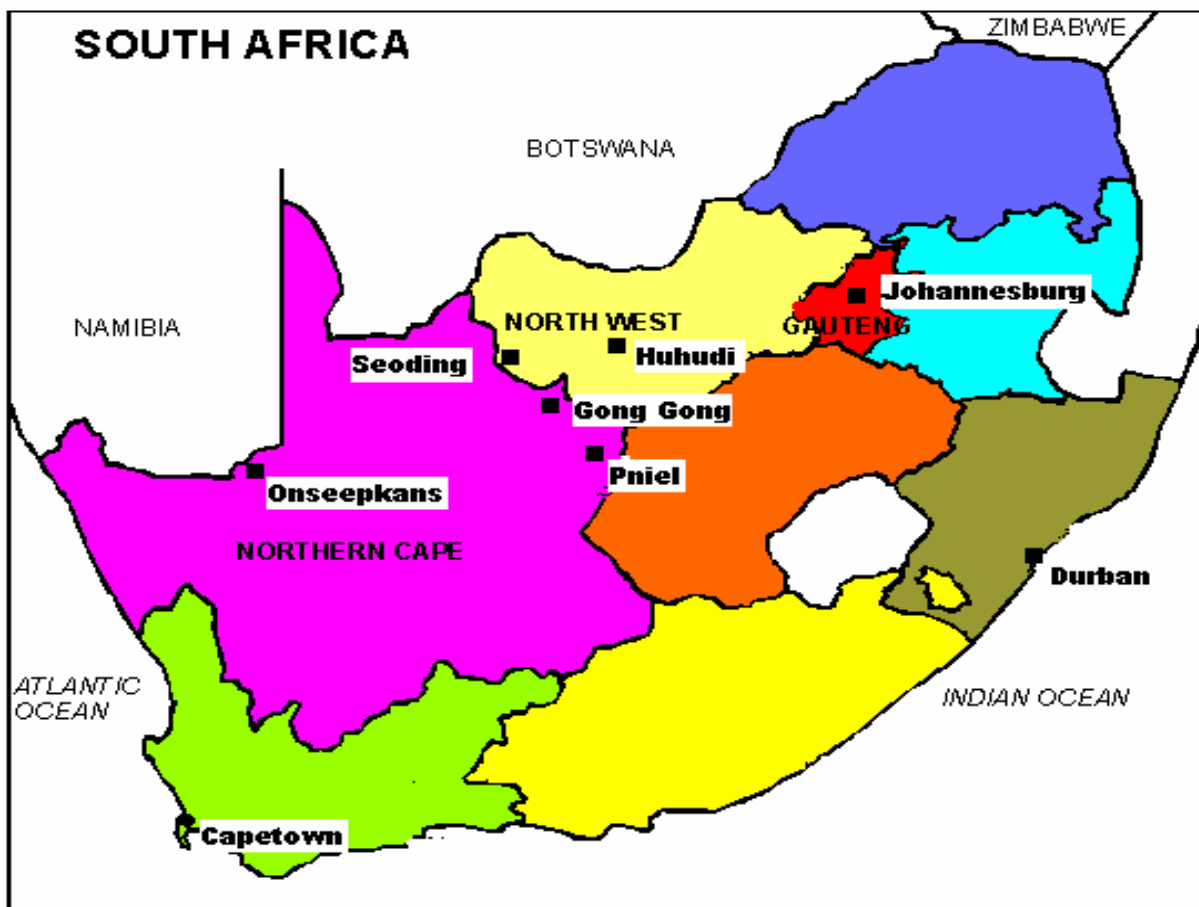 ZIMBABWE
SOUTH AFRICA
BOTSWANA
Johannesburg
NAMIBIA
NORTH WEST
GAUTENG
Seoding
Huhudi
Gong Gong
Pniel
Onseepkans
NORTHERN CAPE
Durban
ATLANTIC
OCEAN
INDIAN OCEAN
Capetown